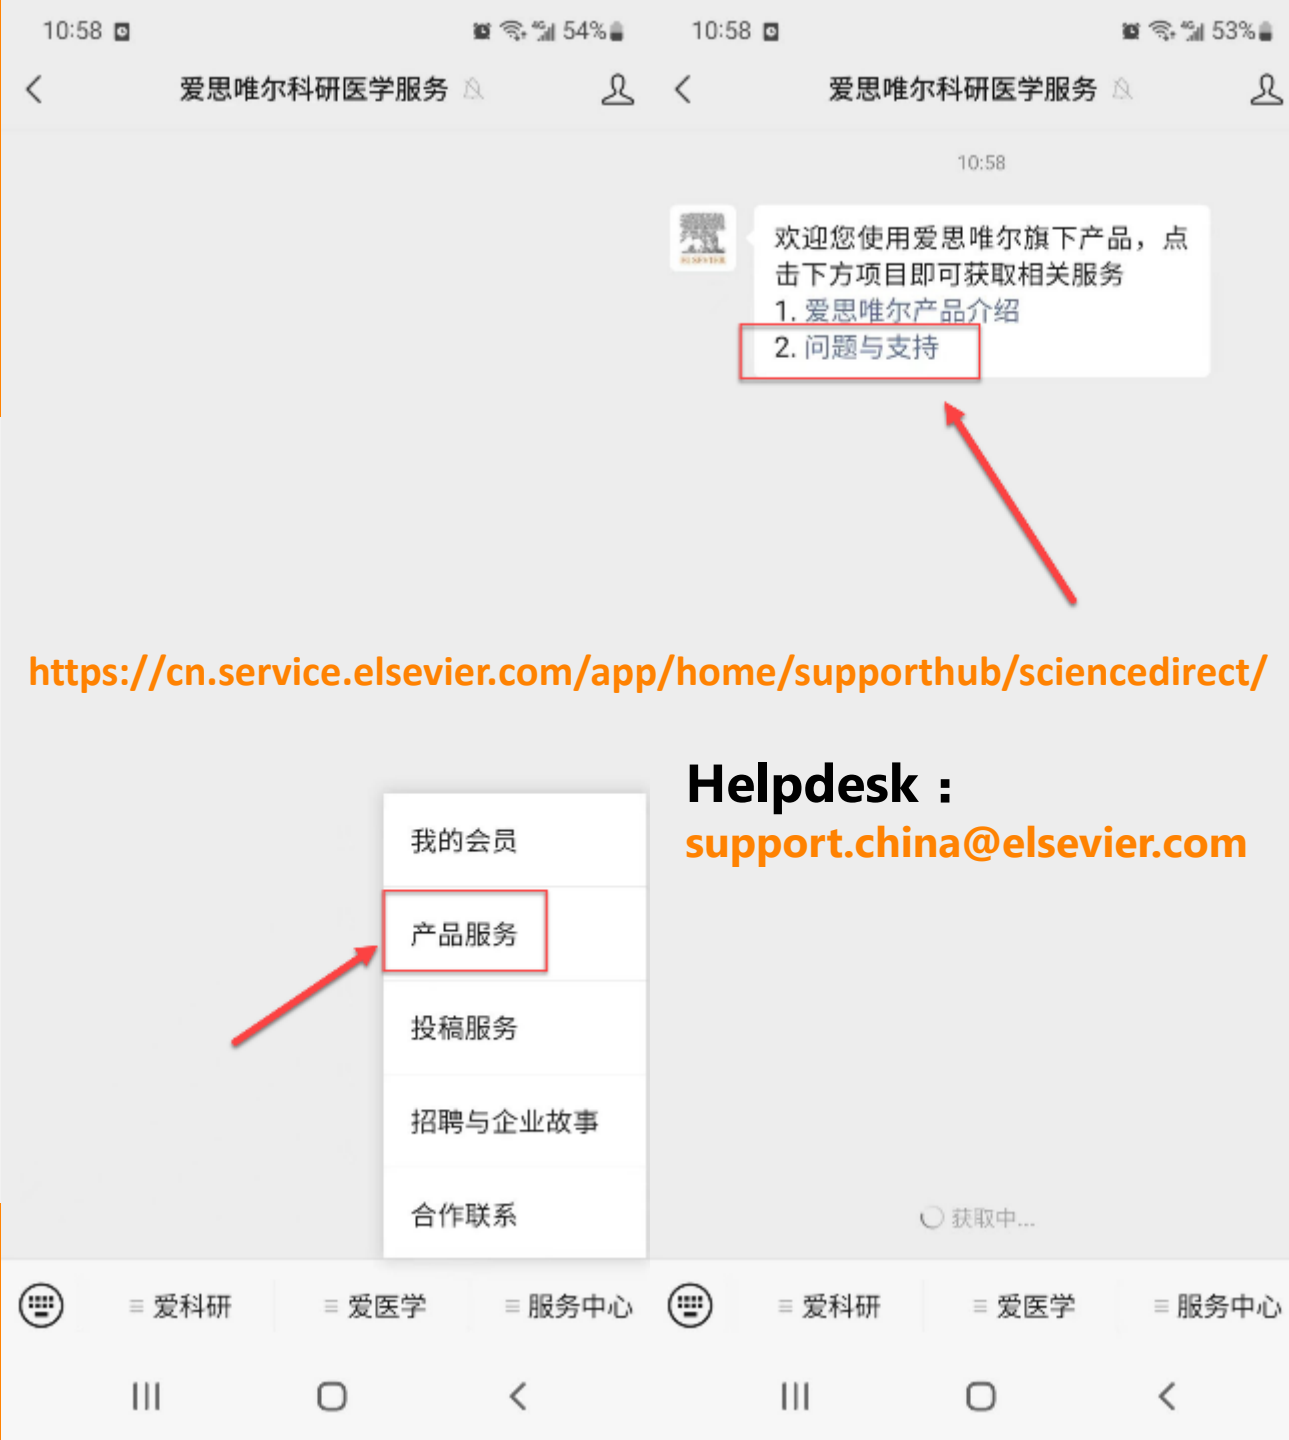 10:58
54%
爱思唯尔科研医学服务
10:58
53%
爱思唯尔科研医学服务
10:58
ELSEVIER
欢迎您使用爱思唯尔旗下产品，点
击下方项目即可获取相关服务
1. 爱思唯尔产品介绍
2. 问题与支持
https://cn.service.elsevier.com/app/home/supporthub/sciencedirect/
Helpdesk：
support.china@elsevier.com
我的会员
产品服务
投稿服务
招聘与企业故事
合作联系
获取中...
爱科研
爱医学
服务中心
爱科研
爱医学
服务中心